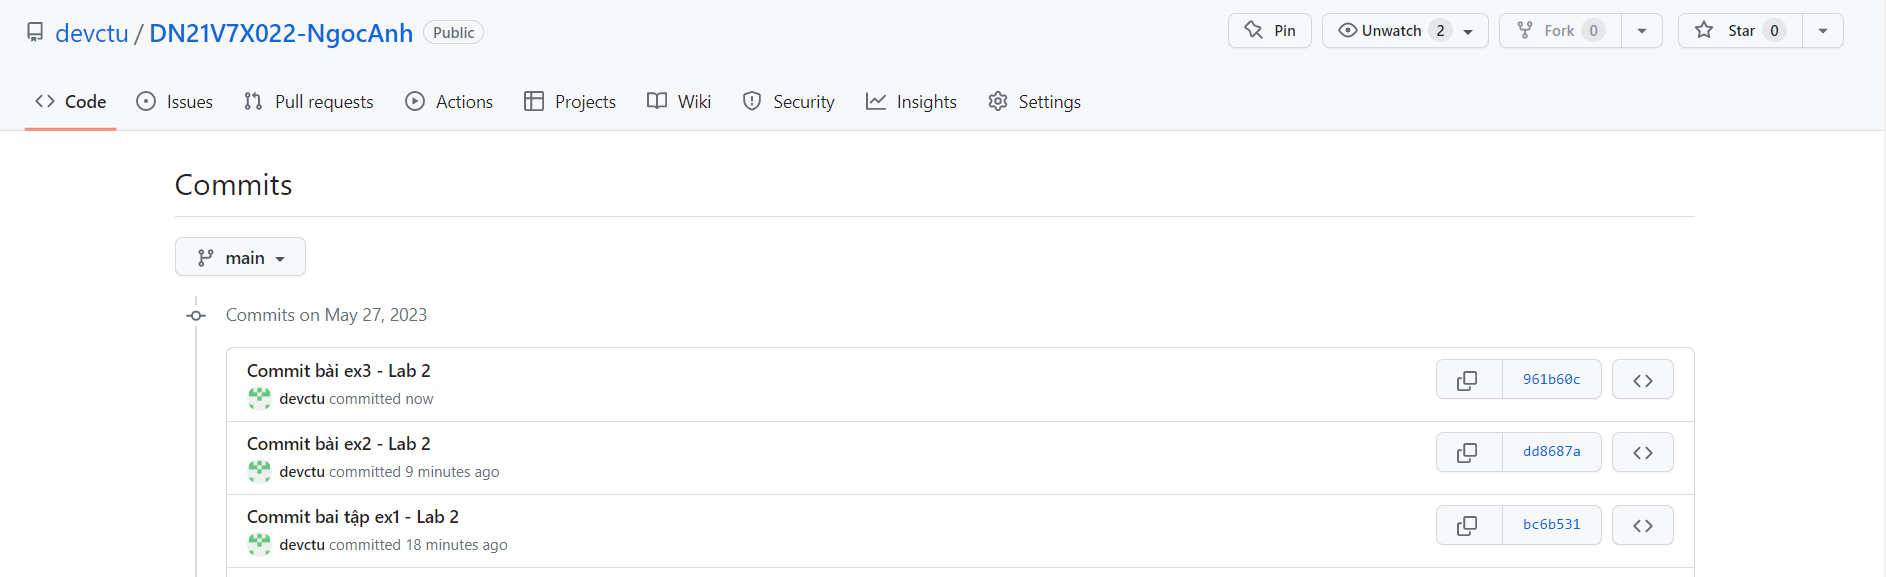 devctu / DN21V7X022-NgocAnh Public
Pin Unwatch 2 Fork 0 Star 0
Code Issues Pull requests Actions Projects Wiki Security Insights Settings
Commits
main
Commits on May 27, 2023
Commit bài ex3 - Lab 2
961b60c
devctu committed now
Commit bài ex2 - Lab 2
dd8687a
devctu committed 9 minutes ago
Commit bai tập ex1 - Lab 2
bc6b531
devctu committed 18 minutes ago